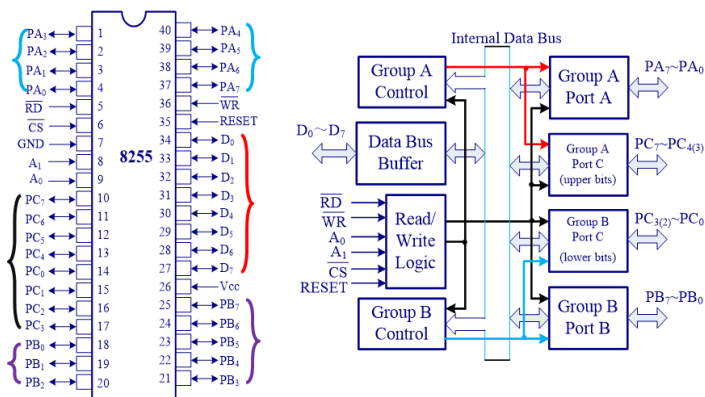 PA₃ 1 40 PA₄
PA₂ 2 39 PA₅
PA₁ 3 38 PA₆
PA₀ 4 37 PA₇
R̅D̅ 5 36 W̅R̅
C̅S̅ 6 35 RESET
GND 7 34 D₀
A₁ 8 33 D₁
A₀ 9 32 D₂
PC₇ 10 31 D₃
PC₆ 11 30 D₄
PC₅ 12 29 D₅
PC₄ 13 28 D₆
PC₀ 14 27 D₇
PC₁ 15 26 Vcc
PC₂ 16 25 PB₇
PC₃ 17 24 PB₆
PB₀ 18 23 PB₅
PB₁ 19 22 PB₄
PB₂ 20 21 PB₃
8255
Internal Data Bus
Group A
Control
Group A
Port A
PA₇~PA₀
D₀～D₇
Data Bus
Buffer
Group A
Port C
(upper bits)
PC₇~PC₄₍₃₎
R̅D̅
W̅R̅
A₀
A₁
C̅S̅
RESET
Read/
Write
Logic
Group B
Port C
(lower bits)
PC₃₍₂₎~PC₀
Group B
Control
Group B
Port B
PB₇~PB₀